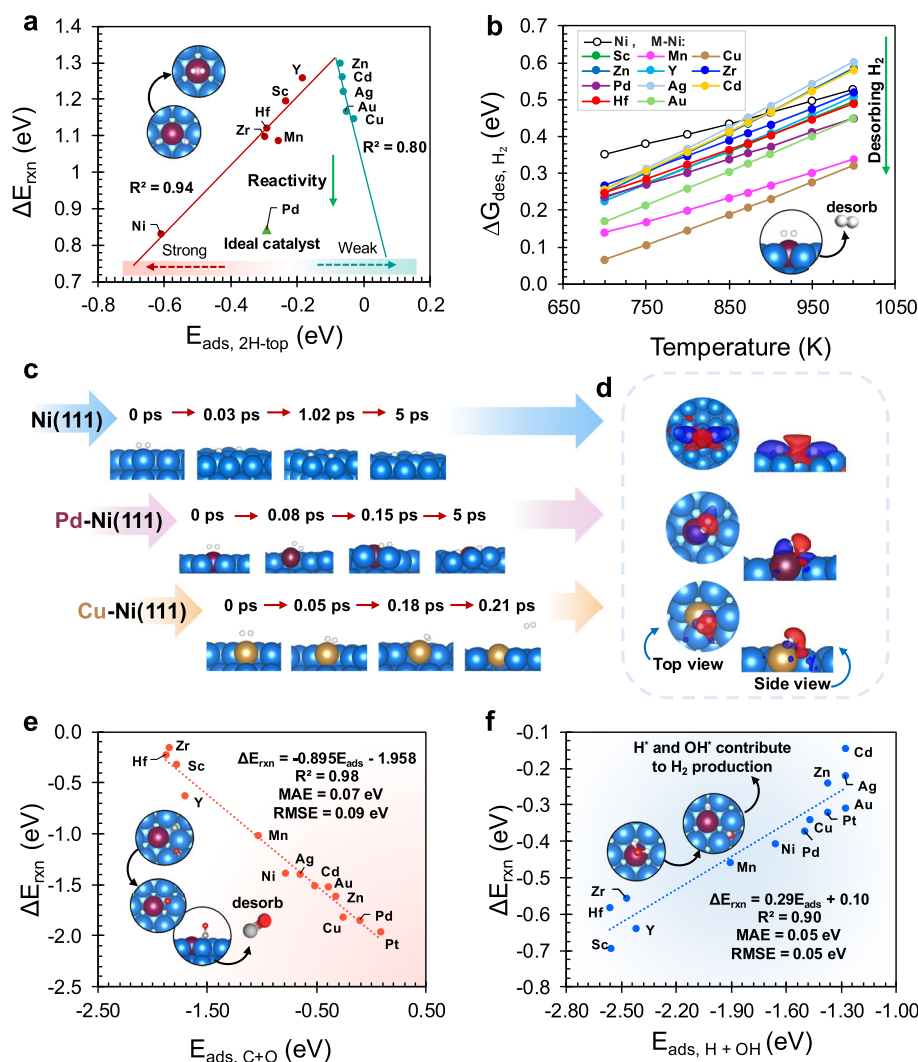 a
ΔE_rxn (eV)
1.4
1.3
1.2
1.1
1
0.9
0.8
0.7
Y
Sc
Hf
Zr
Mn
Ni
Pd
Zn
Cd
Ag
Au
Cu
R² = 0.94
R² = 0.80
Reactivity
Ideal catalyst
Strong
Weak
-0.8
-0.6
-0.4
-0.2
0
0.2
E_ads, 2H-top (eV)
b
ΔG_des, H₂ (eV)
0.7
0.6
0.5
0.4
0.3
0.2
0.1
0.0
Ni , M-Ni:
Sc Mn Cu
Zn Y Zr
Pd Ag Cd
Hf Au
Desorbing H₂
desorb
650
750
850
950
1050
Temperature (K)
c
Ni(111)
0 ps
0.03 ps
1.02 ps
5 ps
Pd-Ni(111)
0 ps
0.08 ps
0.15 ps
5 ps
Cu-Ni(111)
0 ps
0.05 ps
0.18 ps
0.21 ps
d
Top view
Side view
e
ΔE_rxn (eV)
0.0
-0.5
-1.0
-1.5
-2.0
-2.5
Zr
Hf
Sc
Y
Mn
Ni
Ag
Cd
Au
Zn
Cu
Pd
Pt
ΔE_rxn = -0.895E_ads - 1.958
R² = 0.98
MAE = 0.07 eV
RMSE = 0.09 eV
desorb
-2.50
-1.50
-0.50
0.50
E_ads, C+O (eV)
f
ΔE_rxn (eV)
-0.1
-0.2
-0.3
-0.4
-0.5
-0.6
-0.7
-0.8
H* and OH* contribute
to H₂ production
Cd
Zn
Ag
Au
Pt
Cu
Pd
Ni
Mn
Zr
Hf
Y
Sc
ΔE_rxn = 0.29E_ads + 0.10
R² = 0.90
MAE = 0.05 eV
RMSE = 0.05 eV
-2.80
-2.50
-2.20
-1.90
-1.60
-1.30
-1.00
E_ads, H + OH (eV)